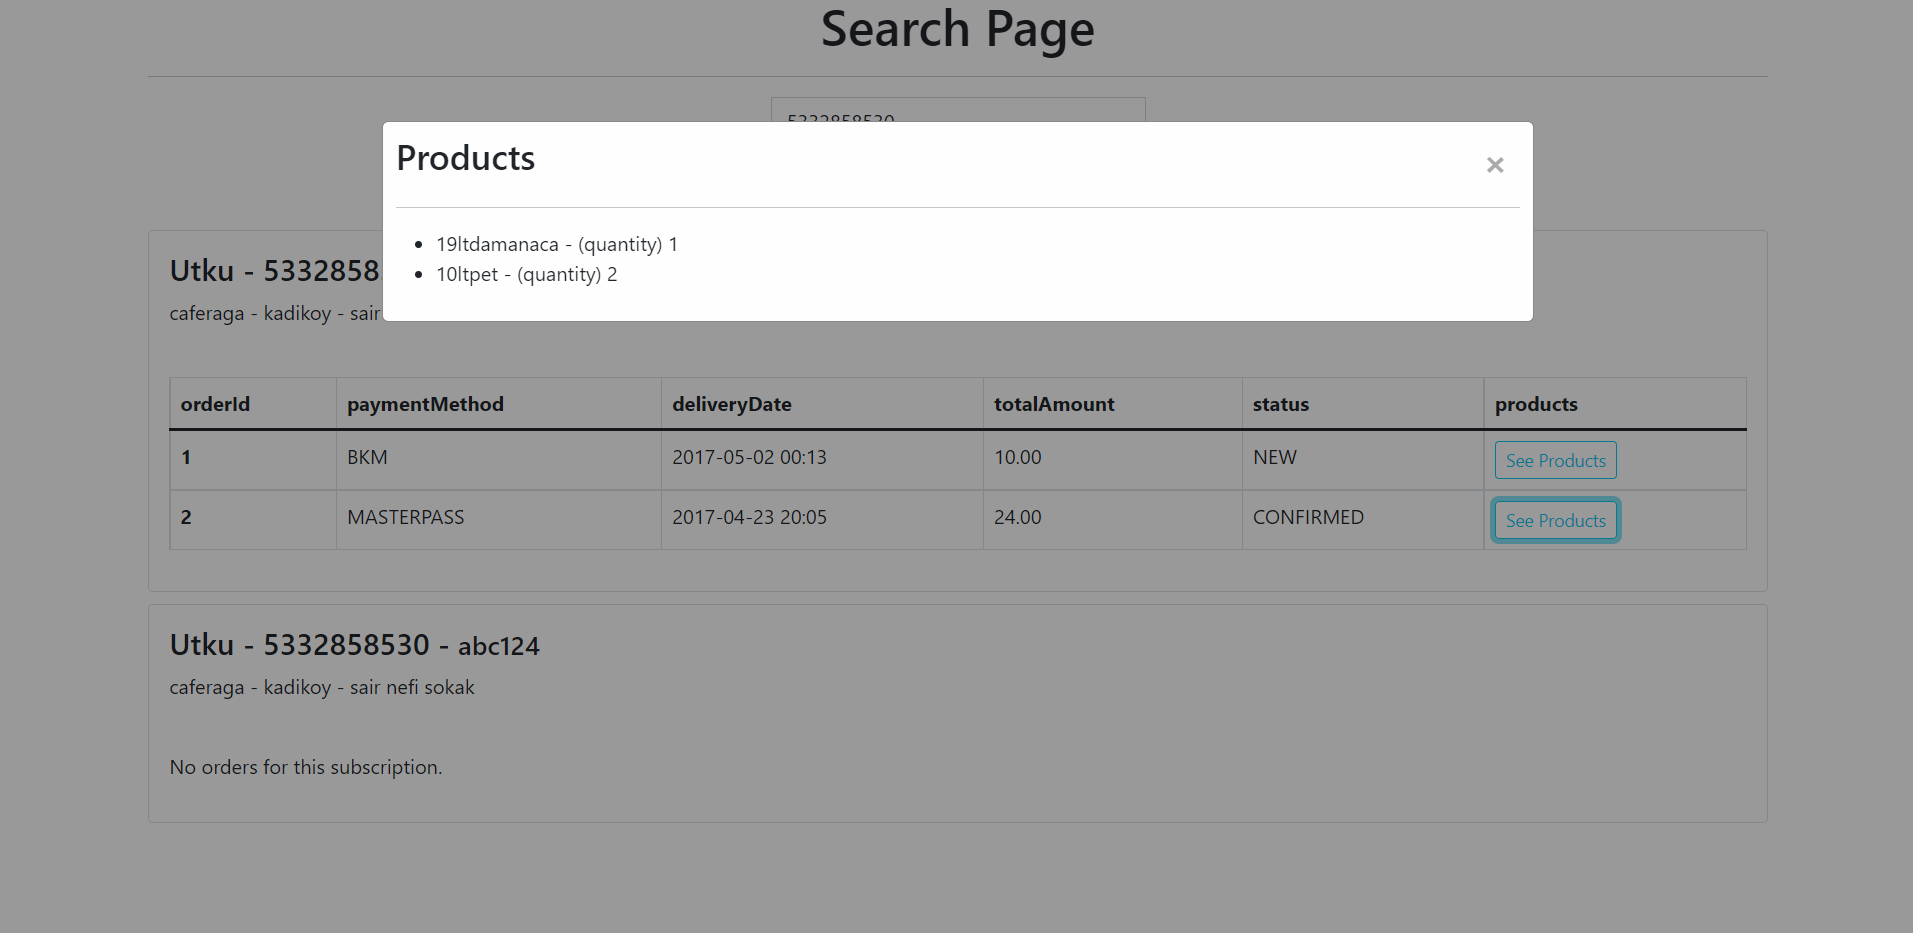 Search Page
5332858530
Products
×
19ltdamanaca - (quantity) 1
10ltpet - (quantity) 2
Utku - 5332858
caferaga - kadikoy - sair
orderId paymentMethod deliveryDate totalAmount status products
1 BKM 2017-05-02 00:13 10.00 NEW See Products
2 MASTERPASS 2017-04-23 20:05 24.00 CONFIRMED See Products
Utku - 5332858530 - abc124
caferaga - kadikoy - sair nefi sokak
No orders for this subscription.